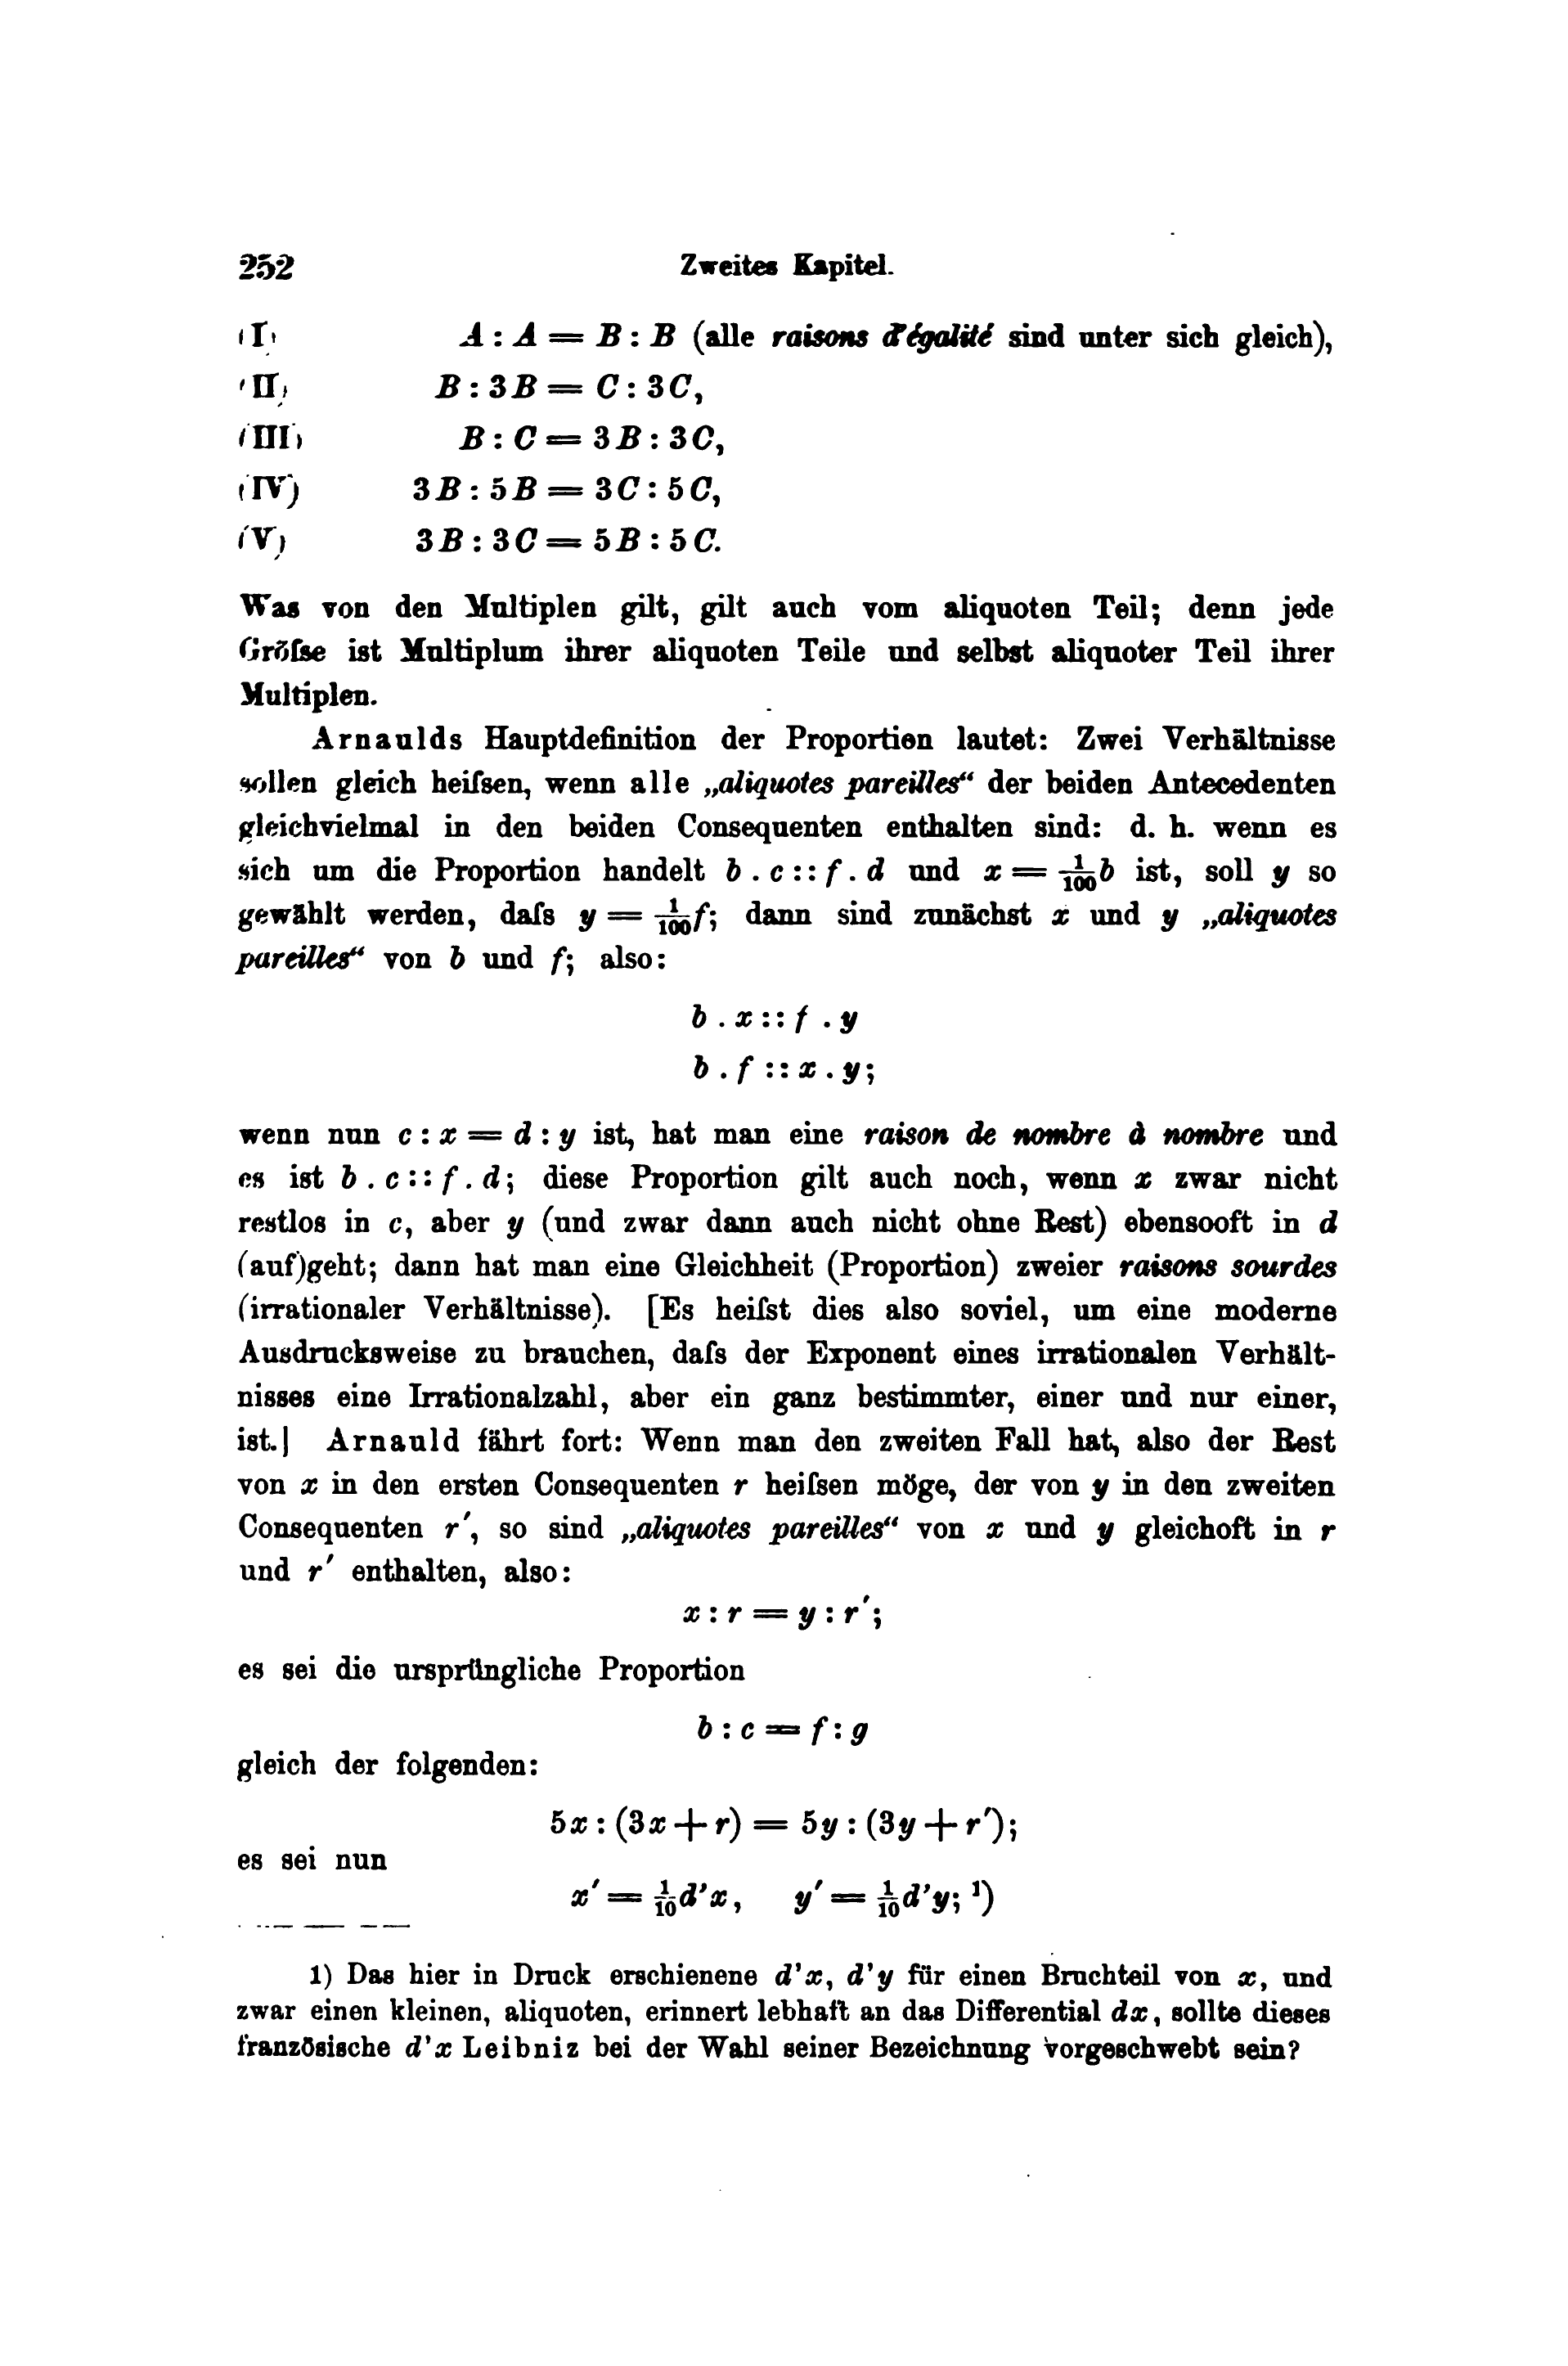 252 Zweites Kapitel.
(I) A : A = B : B (alle raisons d'égalité sind unter sich gleich),
(II) B : 3B = C : 3C,
(III) B : C = 3B : 3C,
(IV) 3B : 5B = 3C : 5C,
(V) 3B : 3C = 5B : 5C.
Was von den Multiplen gilt, gilt auch vom aliquoten Teil; denn jede
Gröſse ist Multiplum ihrer aliquoten Teile und selbst aliquoter Teil ihrer
Multiplen.
Arnaulds Hauptdefinition der Proportien lautet: Zwei Verhältnisse
sollen gleich heiſsen, wenn alle „aliquotes pareilles“ der beiden Antecedenten
gleichvielmal in den beiden Consequenten enthalten sind: d. h. wenn es
sich um die Proportion handelt b . c :: f . d und x = 1/100 b ist, soll y so
gewählt werden, daſs y = 1/100 f; dann sind zunächst x und y „aliquotes
pareilles“ von b und f; also:
b . x :: f . y
b . f :: x . y;
wenn nun c : x = d : y ist, hat man eine raison de nombre à nombre und
es ist b . c :: f . d; diese Proportion gilt auch noch, wenn x zwar nicht
restlos in c, aber y (und zwar dann auch nicht ohne Rest) ebensooft in d
(auf)geht; dann hat man eine Gleichheit (Proportion) zweier raisons sourdes
(irrationaler Verhältnisse). [Es heiſst dies also soviel, um eine moderne
Ausdrucksweise zu brauchen, daſs der Exponent eines irrationalen Verhält-
nisses eine Irrationalzahl, aber ein ganz bestimmter, einer und nur einer,
ist.] Arnauld fährt fort: Wenn man den zweiten Fall hat, also der Rest
von x in den ersten Consequenten r heiſsen möge, der von y in den zweiten
Consequenten r′, so sind „aliquotes pareilles“ von x und y gleichoft in r
und r′ enthalten, also:
x : r = y : r′;
es sei die ursprüngliche Proportion
b : c = f : g
gleich der folgenden:
5x : (3x + r) = 5y : (3y + r′);
es sei nun
x′ = 1/10 d'x, y′ = 1/10 d'y; ¹)
1) Das hier in Druck erschienene d'x, d'y für einen Bruchteil von x, und
zwar einen kleinen, aliquoten, erinnert lebhaft an das Differential dx, sollte dieses
französische d'x Leibniz bei der Wahl seiner Bezeichnung vorgeschwebt sein?